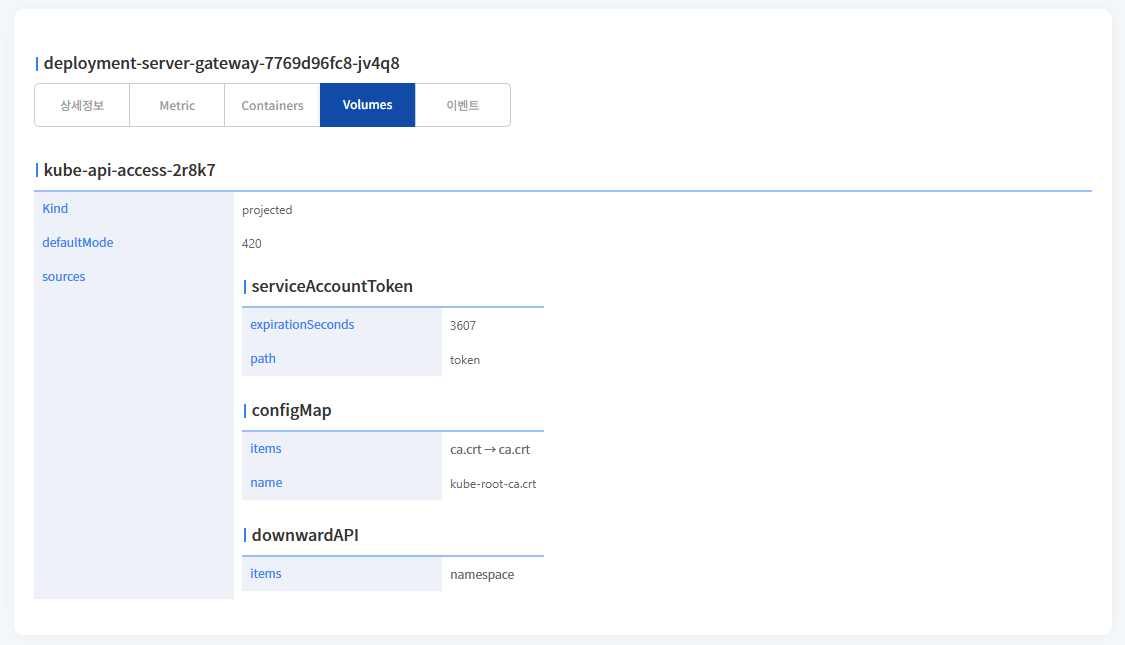 deployment-server-gateway-7769d96fc8-jv4q8
상세정보 Metric Containers Volumes 이벤트
kube-api-access-2r8k7
Kind projected
defaultMode 420
sources
serviceAccountToken
expirationSeconds 3607
path token
configMap
items ca.crt → ca.crt
name kube-root-ca.crt
downwardAPI
items namespace